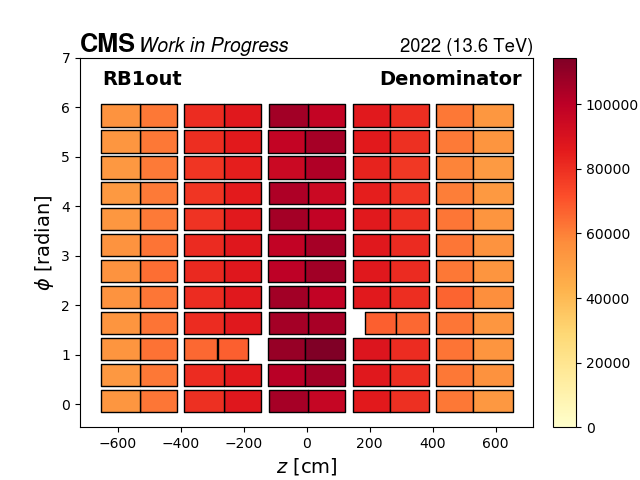 CMS Work in Progress 2022 (13.6 TeV)
RB1out Denominator
7
6
5
4
3
2
1
0
ϕ [radian]
−600 −400 −200 0 200 400 600
z [cm]
100000
80000
60000
40000
20000
0